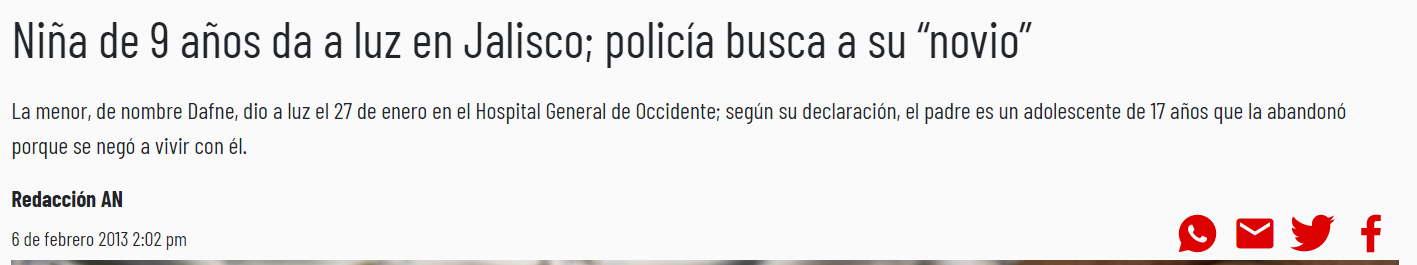 Niña de 9 años da a luz en Jalisco; policía busca a su “novio”
La menor, de nombre Dafne, dio a luz el 27 de enero en el Hospital General de Occidente; según su declaración, el padre es un adolescente de 17 años que la abandonó
porque se negó a vivir con él.
Redacción AN
6 de febrero 2013 2:02 pm